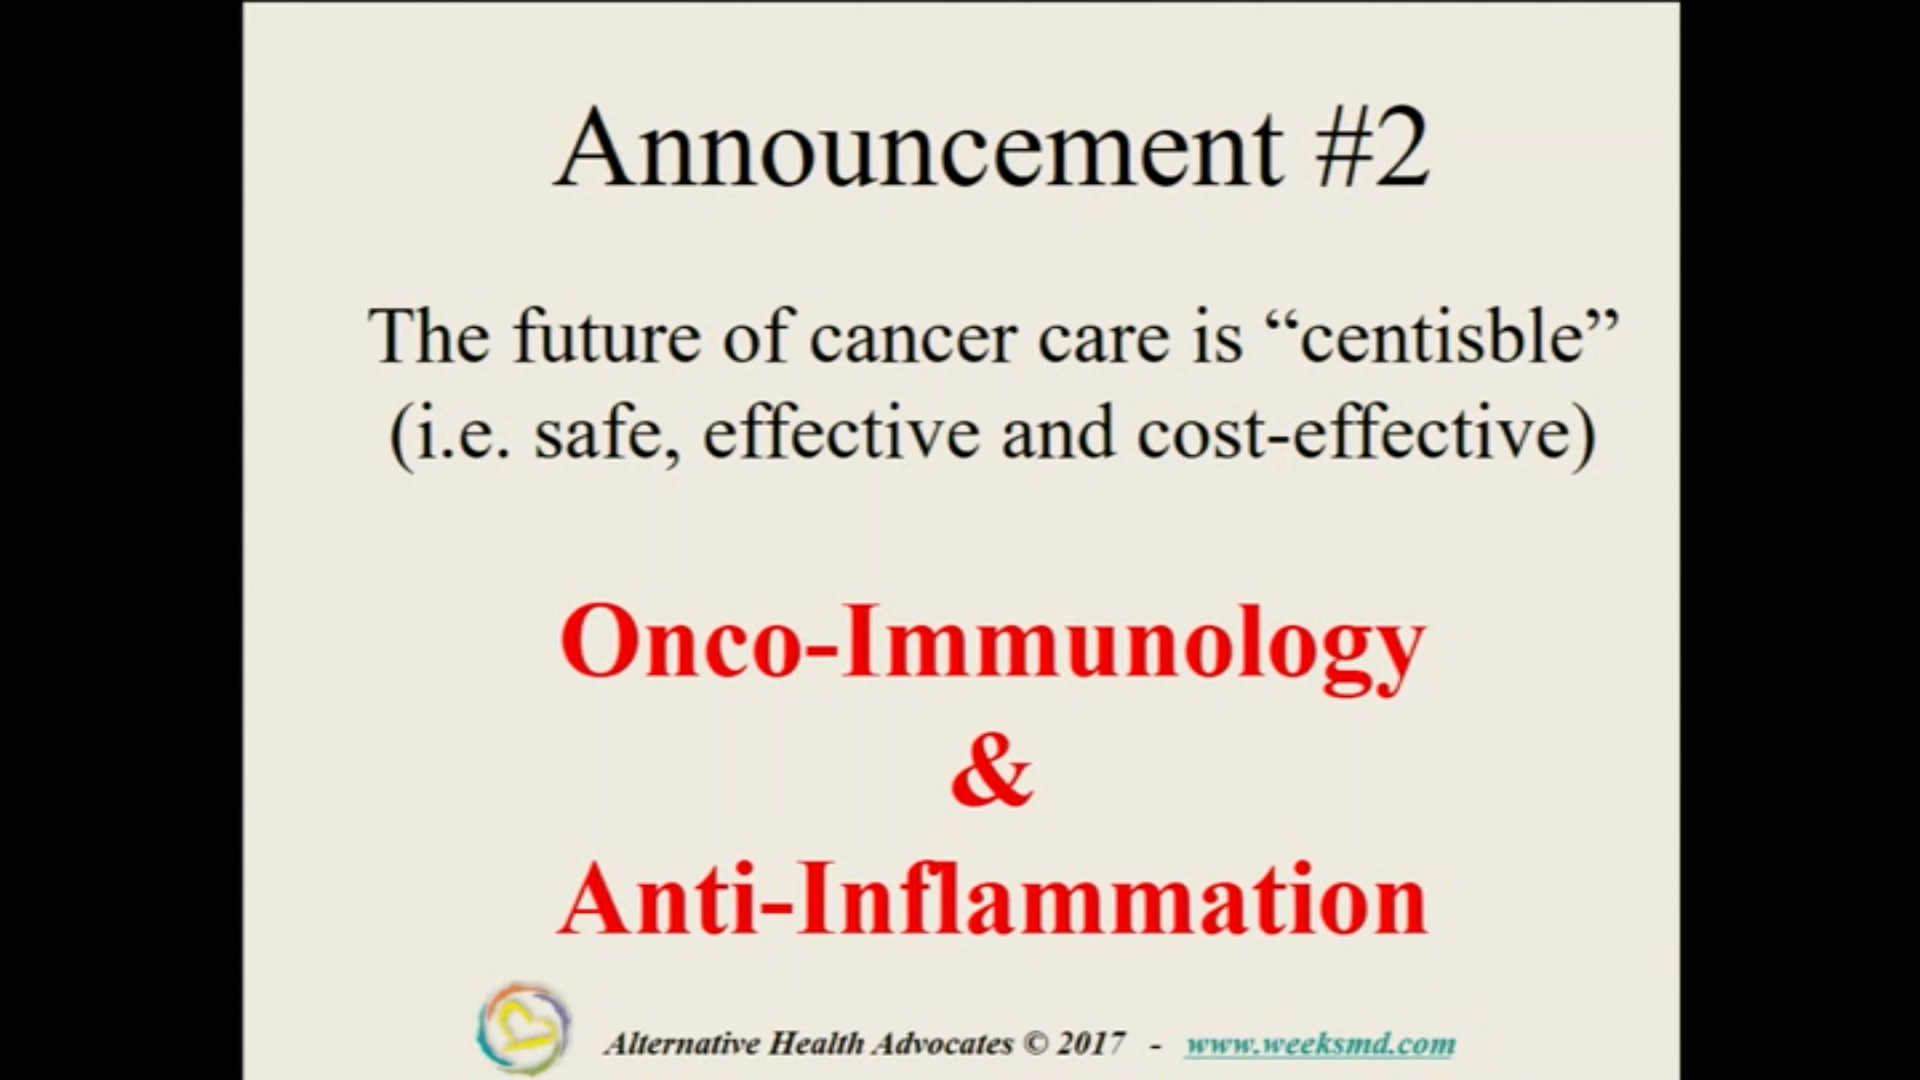 Announcement #2
The future of cancer care is “centisble”
(i.e. safe, effective and cost-effective)
Onco-Immunology
&
Anti-Inflammation
Alternative Health Advocates © 2017 - www.weeksmd.com